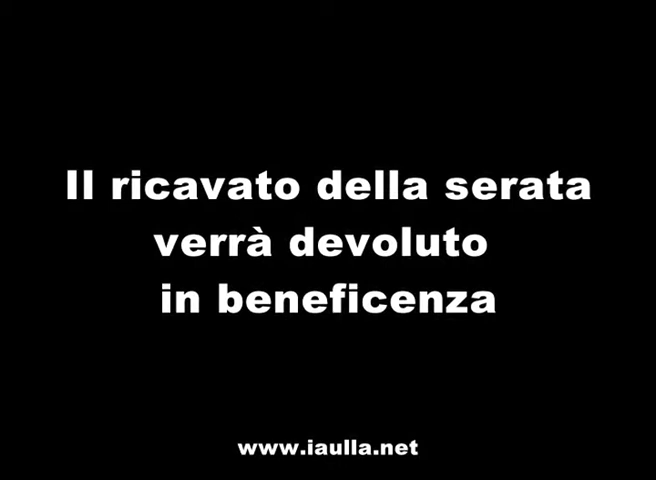 Il ricavato della serata
verrà devoluto
in beneficenza
www.iaulla.net